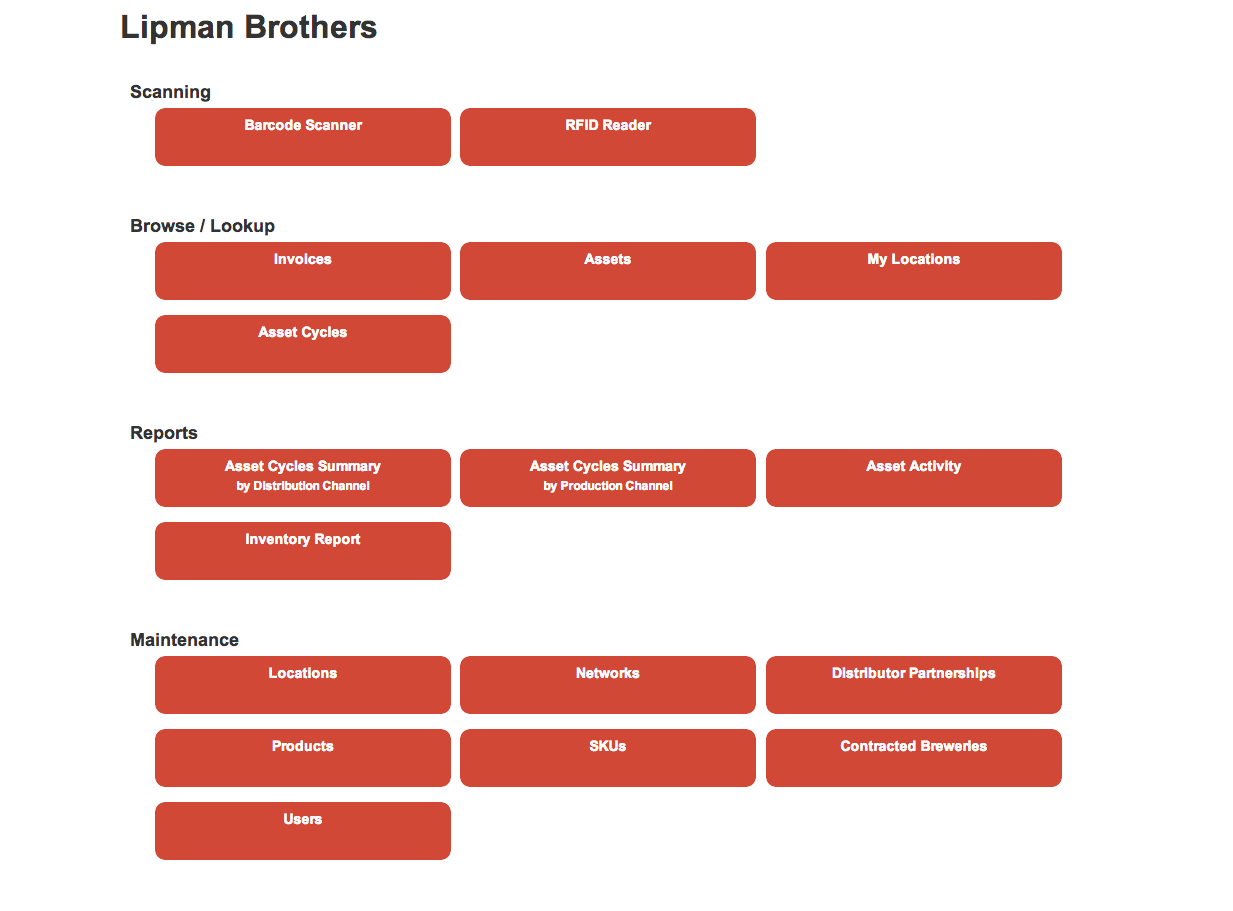 Lipman Brothers
Scanning
Barcode Scanner
RFID Reader
Browse / Lookup
Invoices
Assets
My Locations
Asset Cycles
Reports
Asset Cycles Summary
by Distribution Channel
Asset Cycles Summary
by Production Channel
Asset Activity
Inventory Report
Maintenance
Locations
Networks
Distributor Partnerships
Products
SKUs
Contracted Breweries
Users